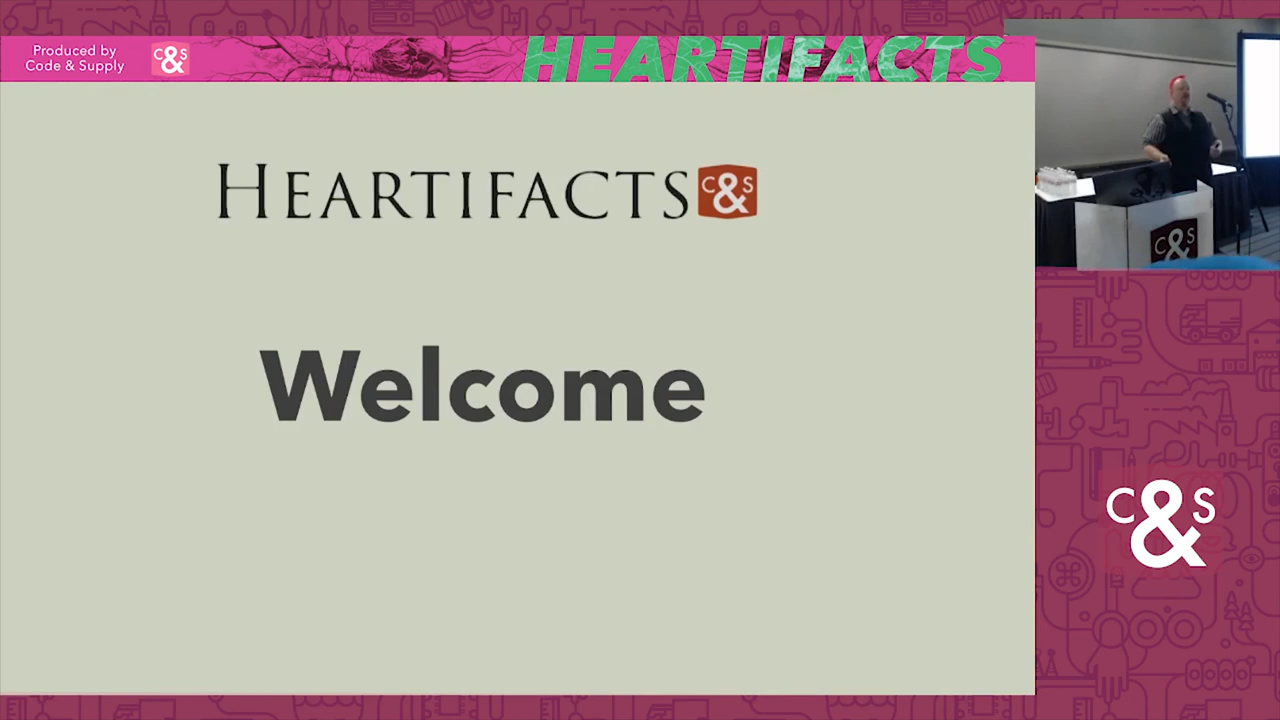 Produced by
Code & Supply
C&S
HEARTIFACTS
HEARTIFACTS C&S
Welcome
C&S
C&S